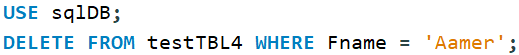 USE sqlDB;
DELETE FROM testTBL4 WHERE Fname = 'Aamer';